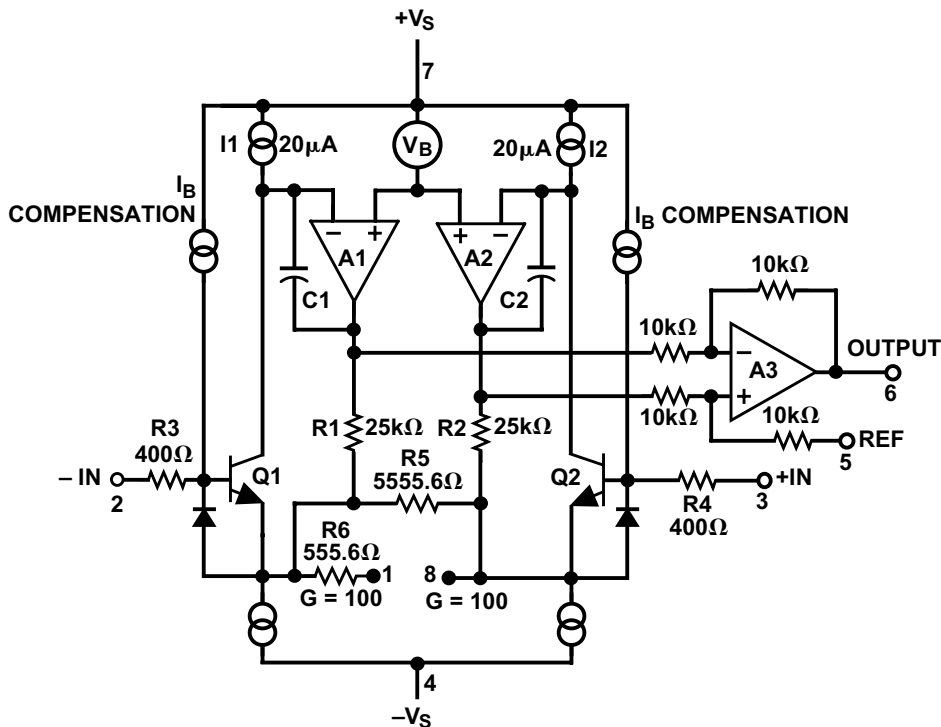 +VS
7
I1
20μA
VB
20μA
I2
IB
COMPENSATION
IB COMPENSATION
− +
A1
+ −
A2
C1
C2
10kΩ
10kΩ
−
A3
+
OUTPUT
6
10kΩ
10kΩ
REF
5
R1
25kΩ
R2
25kΩ
R3
400Ω
R5
5555.6Ω
− IN
2
Q1
Q2
+IN
3
R4
400Ω
R6
555.6Ω
1
8
G = 100
G = 100
4
−VS